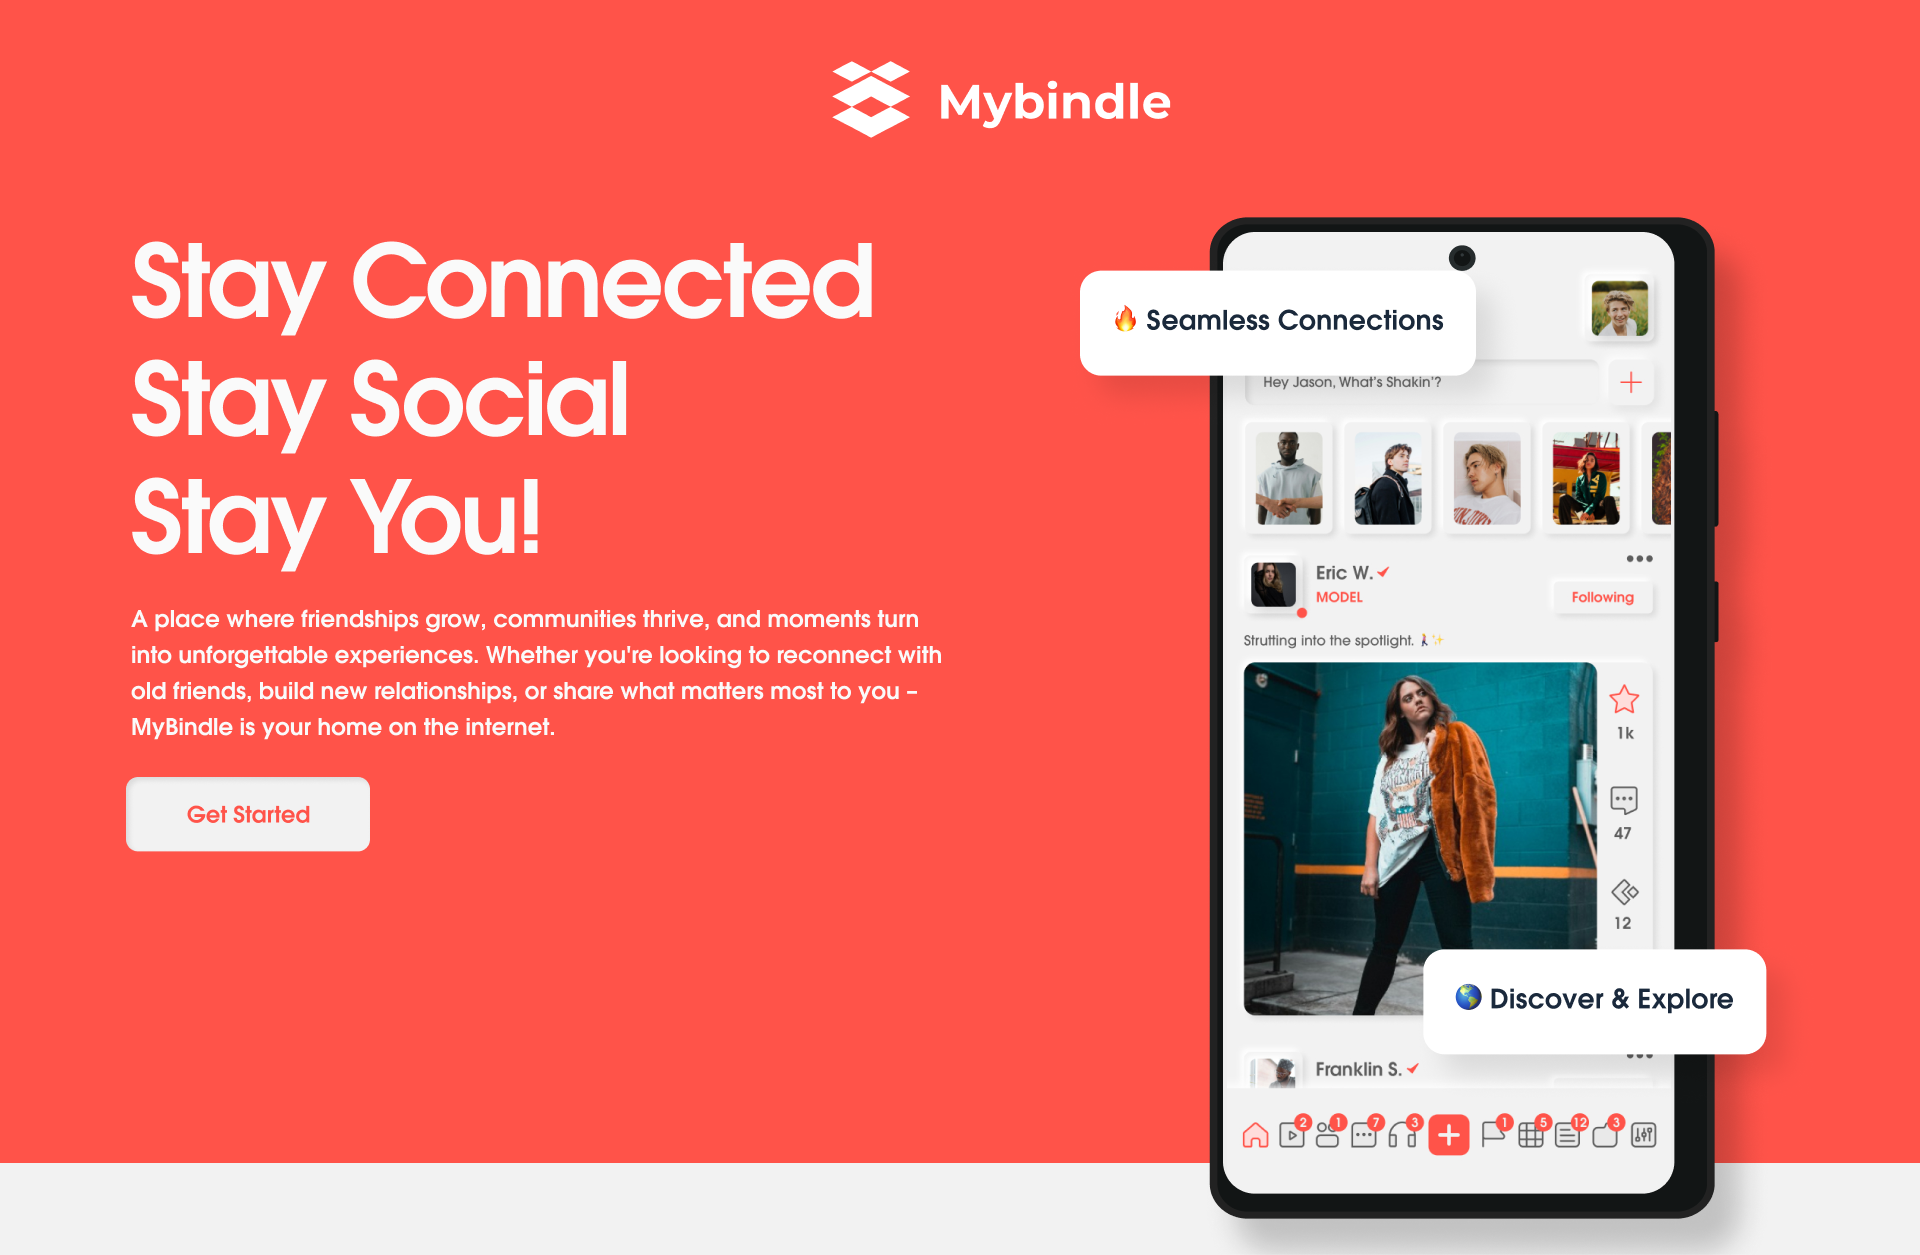 Mybindle
Stay Connected
Stay Social
Stay You!
A place where friendships grow, communities thrive, and moments turn
into unforgettable experiences. Whether you're looking to reconnect with
old friends, build new relationships, or share what matters most to you –
MyBindle is your home on the internet.
Get Started
🔥 Seamless Connections
Hey Jason, What's Shakin'?
Eric W.
MODEL
Following
Strutting into the spotlight. 🚶✨
1k
47
12
🌎 Discover & Explore
Franklin S.
2 1 7 3 1 5 12 3